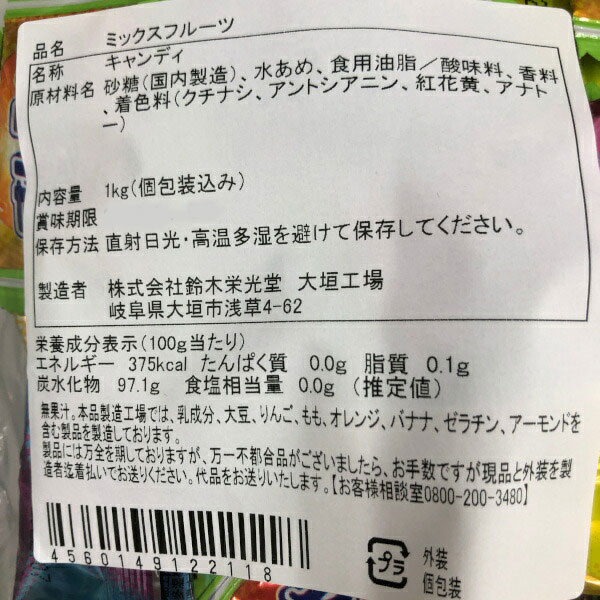 品名 ミックスフルーツ
名称 キャンディ
原材料名 砂糖(国内製造)、水あめ、食用油脂／酸味料、香料
、着色料(クチナシ、アントシアニン、紅花黄、アナト
ー)
内容量 1kg(個包装込み)
賞味期限
保存方法 直射日光・高温多湿を避けて保存してください。
製造者 株式会社鈴木栄光堂 大垣工場
岐阜県大垣市浅草4-62
栄養成分表示(100g当たり)
エネルギー 375kcal たんぱく質 0.0g 脂質 0.1g
炭水化物 97.1g 食塩相当量 0.0g (推定値)
無果汁。本品製造工場では、乳成分、大豆、りんご、もも、オレンジ、バナナ、ゼラチン、アーモンドを
含む製品を製造しております。
製品には万全を期しておりますが、万一不都合品がございましたら、お手数ですが現品と外装を製
造者迄着払いでお送りください。代品をお送りいたします。【お客様相談室0800-200-3480】
4560149122118
プラ
外装
個包装